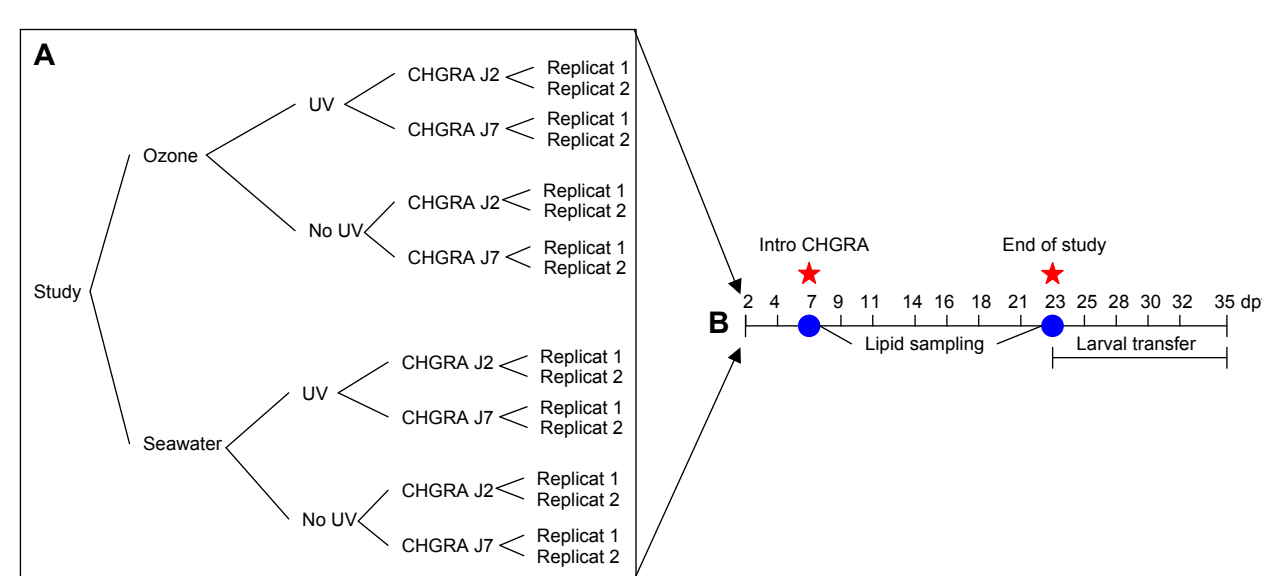 A
Study
Ozone
UV
CHGRA J2
Replicat 1
Replicat 2
CHGRA J7
Replicat 1
Replicat 2
No UV
CHGRA J2
Replicat 1
Replicat 2
CHGRA J7
Replicat 1
Replicat 2
Seawater
UV
CHGRA J2
Replicat 1
Replicat 2
CHGRA J7
Replicat 1
Replicat 2
No UV
CHGRA J2
Replicat 1
Replicat 2
CHGRA J7
Replicat 1
Replicat 2
B
Intro CHGRA
End of study
2 4 7 9 11 14 16 18 21 23 25 28 30 32 35
Lipid sampling
Larval transfer